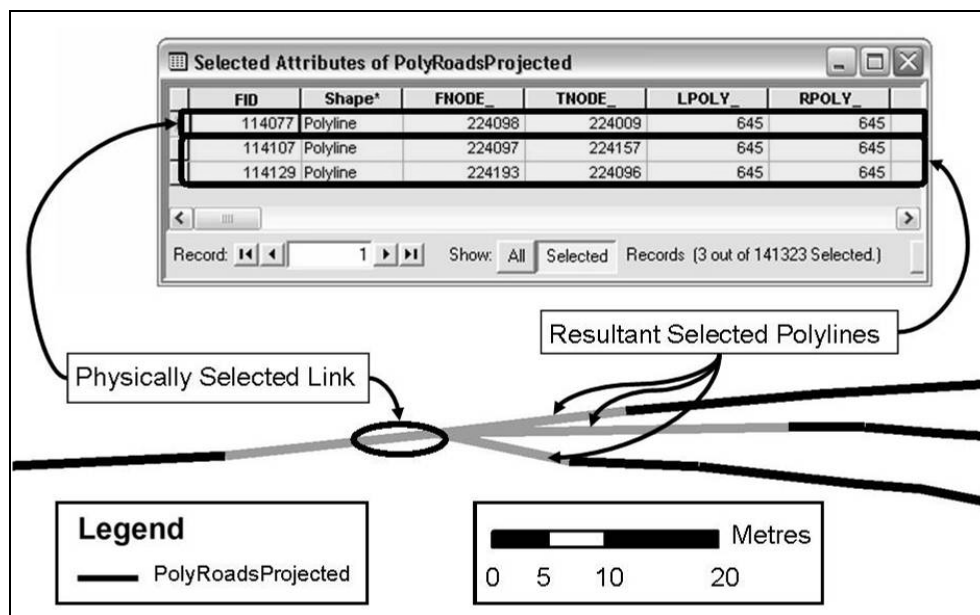 Selected Attributes of PolyRoadsProjected
FID Shape* FNODE_ TNODE_ LPOLY_ RPOLY_
114077 Polyline 224098 224009 645 645
114107 Polyline 224097 224157 645 645
114129 Polyline 224193 224096 645 645
Record: 1 Show: All Selected Records (3 out of 141323 Selected.)
Resultant Selected Polylines
Physically Selected Link
Legend
PolyRoadsProjected
Metres
0 5 10 20